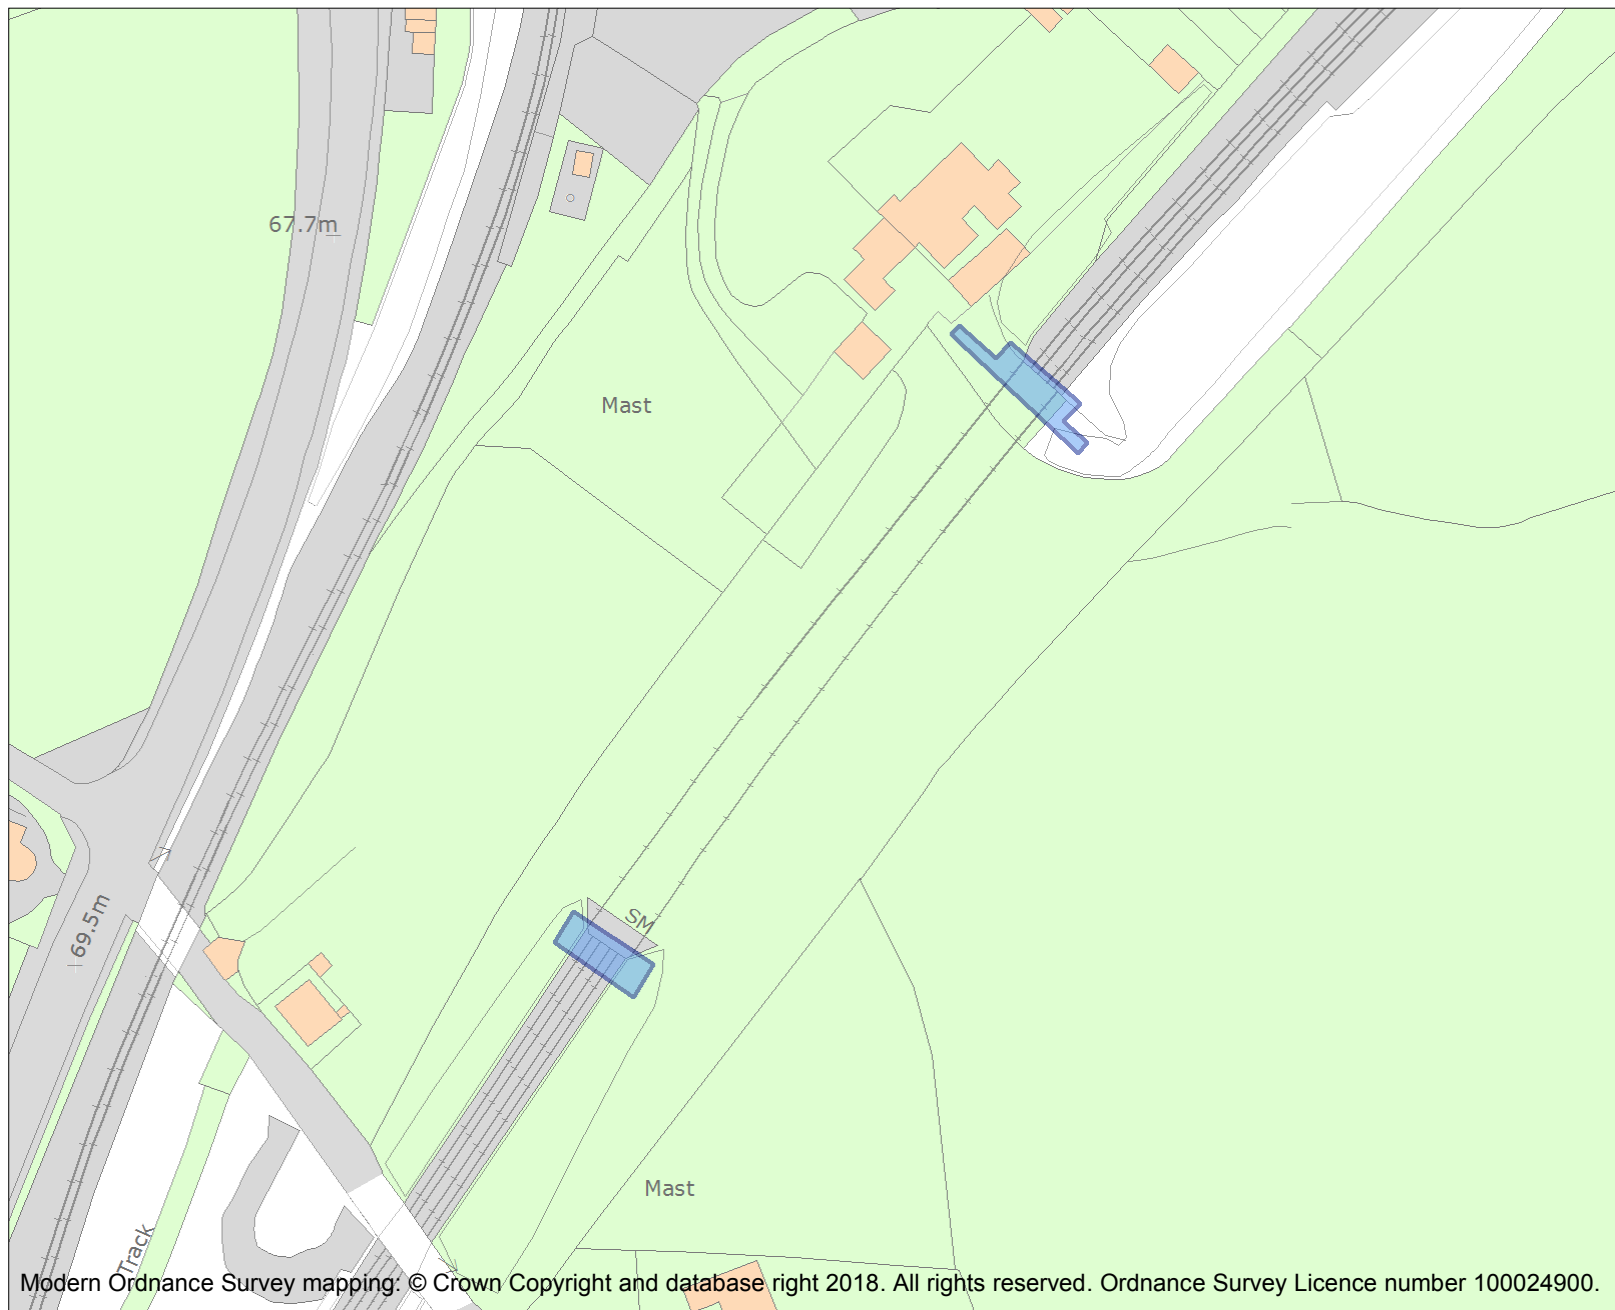 67.7m
Mast
69.5m
SM
Mast
Track
Modern Ordnance Survey mapping: © Crown Copyright and database right 2018. All rights reserved. Ordnance Survey Licence number 100024900.